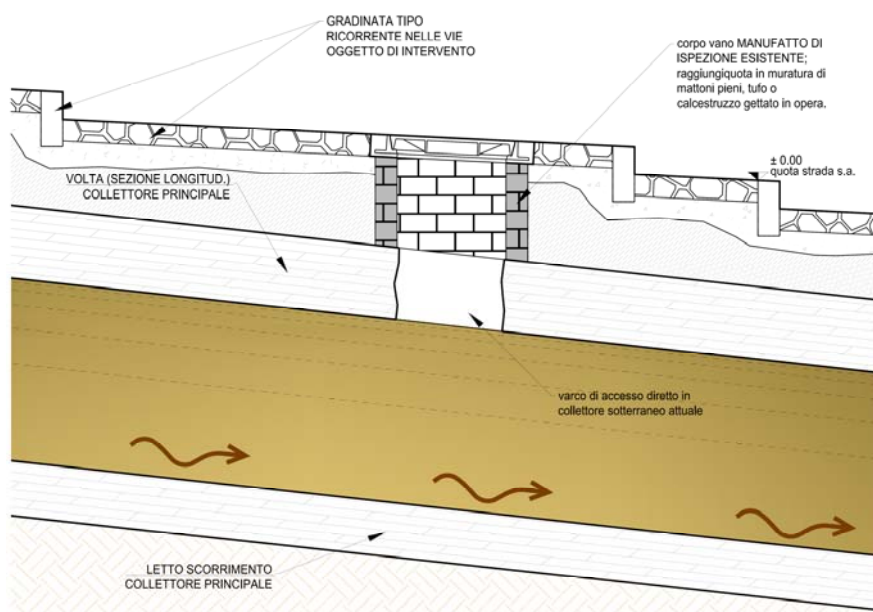 GRADINATA TIPO
RICORRENTE NELLE VIE
OGGETTO DI INTERVENTO
corpo vano MANUFATTO DI
ISPEZIONE ESISTENTE;
raggiungiquota in muratura di
mattoni pieni, tufo o
calcestruzzo gettato in opera.
± 0.00
quota strada s.a.
VOLTA (SEZIONE LONGITUD.)
COLLETTORE PRINCIPALE
varco di accesso diretto in
collettore sotterraneo attuale
LETTO SCORRIMENTO
COLLETTORE PRINCIPALE